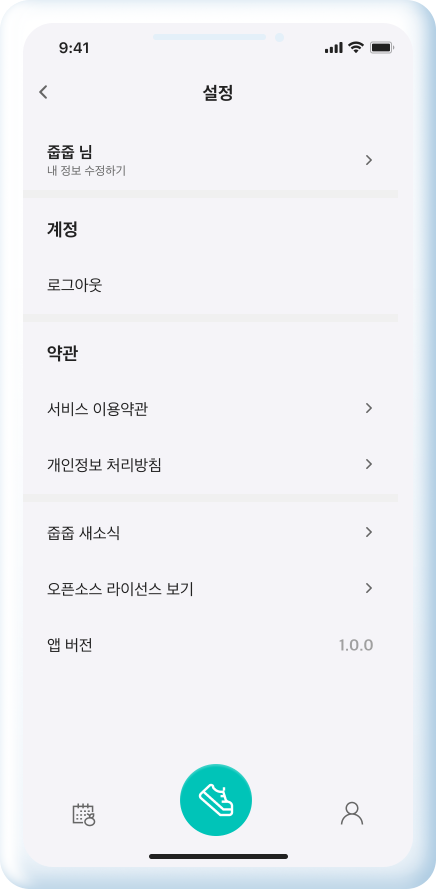 9:41
설정
줍줍 님
내 정보 수정하기
계정
로그아웃
약관
서비스 이용약관
개인정보 처리방침
줍줍 새소식
오픈소스 라이선스 보기
앱 버전 1.0.0